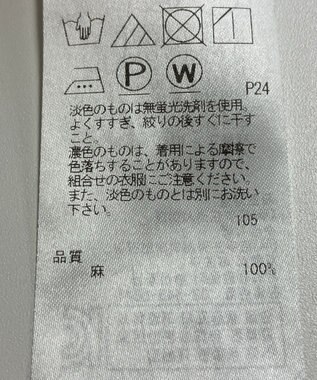 P W
P24
淡色のものは無蛍光洗剤を使用。
よくすすぎ、絞りの後すぐに干す
こと。
濃色のものは、着用による摩擦で
色落ちすることがありますので、
組合せの衣服にご注意ください。
また、淡色のものとは別にお洗い
下さい。
105
品質
麻 100%